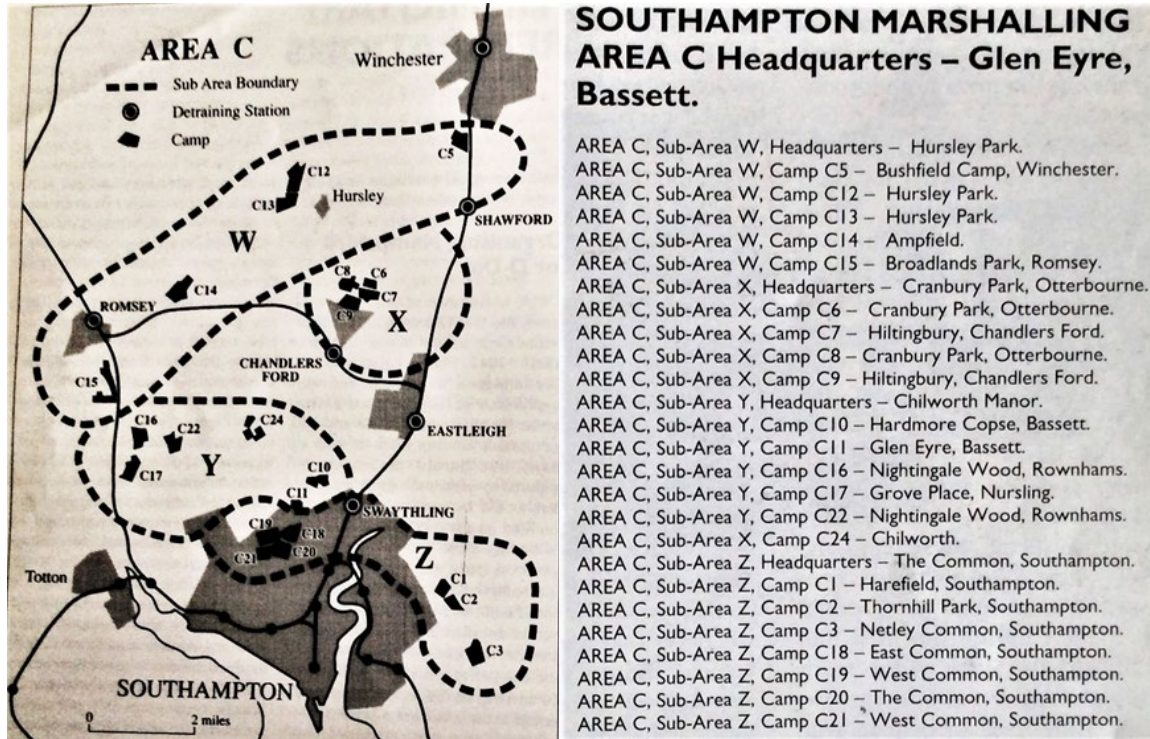 AREA C
Sub Area Boundary
Detraining Station
Camp
Winchester
C5
C12
C13
Hursley
SHAWFORD
W
C14
C8
C6
C7
C9
X
ROMSEY
CHANDLERS
FORD
C15
EASTLEIGH
C16
C22
C24
Y
C17
C10
C11
SWAYTHLING
C19
C18
C21
C20
Z
C1
C2
Totton
C3
SOUTHAMPTON
0
2 miles
SOUTHAMPTON MARSHALLING
AREA C Headquarters – Glen Eyre,
Bassett.
AREA C, Sub-Area W, Headquarters – Hursley Park.
AREA C, Sub-Area W, Camp C5 – Bushfield Camp, Winchester.
AREA C, Sub-Area W, Camp C12 – Hursley Park.
AREA C, Sub-Area W, Camp C13 – Hursley Park.
AREA C, Sub-Area W, Camp C14 – Ampfield.
AREA C, Sub-Area W, Camp C15 – Broadlands Park, Romsey.
AREA C, Sub-Area X, Headquarters – Cranbury Park, Otterbourne.
AREA C, Sub-Area X, Camp C6 – Cranbury Park, Otterbourne.
AREA C, Sub-Area X, Camp C7 – Hiltingbury, Chandlers Ford.
AREA C, Sub-Area X, Camp C8 – Cranbury Park, Otterbourne.
AREA C, Sub-Area X, Camp C9 – Hiltingbury, Chandlers Ford.
AREA C, Sub-Area Y, Headquarters – Chilworth Manor.
AREA C, Sub-Area Y, Camp C10 – Hardmore Copse, Bassett.
AREA C, Sub-Area Y, Camp C11 – Glen Eyre, Bassett.
AREA C, Sub-Area Y, Camp C16 – Nightingale Wood, Rownhams.
AREA C, Sub-Area Y, Camp C17 – Grove Place, Nursling.
AREA C, Sub-Area Y, Camp C22 – Nightingale Wood, Rownhams.
AREA C, Sub-Area X, Camp C24 – Chilworth.
AREA C, Sub-Area Z, Headquarters – The Common, Southampton.
AREA C, Sub-Area Z, Camp C1 – Harefield, Southampton.
AREA C, Sub-Area Z, Camp C2 – Thornhill Park, Southampton.
AREA C, Sub-Area Z, Camp C3 – Netley Common, Southampton.
AREA C, Sub-Area Z, Camp C18 – East Common, Southampton.
AREA C, Sub-Area Z, Camp C19 – West Common, Southampton.
AREA C, Sub-Area Z, Camp C20 – The Common, Southampton.
AREA C, Sub-Area Z, Camp C21 – West Common, Southampton.